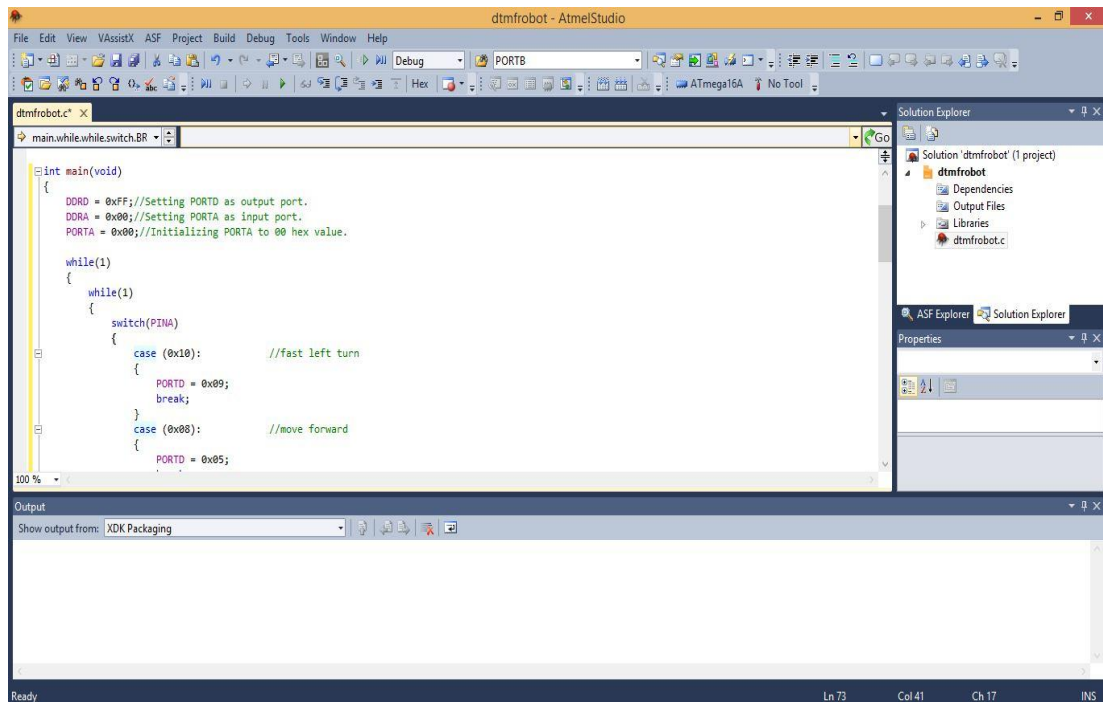 dtmfrobot - AtmelStudio
File Edit View VAssistX ASF Project Build Debug Tools Window Help
Debug PORTB
Hex ATmega16A No Tool
dtmfrobot.c* X
main.while.while.switch.BR Go
int main(void)
{
DDRD = 0xFF;//Setting PORTD as output port.
DDRA = 0x00;//Setting PORTA as input port.
PORTA = 0x00;//Initializing PORTA to 00 hex value.
while(1)
{
while(1)
{
switch(PINA)
{
case (0x10): //fast left turn
{
PORTD = 0x09;
break;
}
case (0x08): //move forward
{
PORTD = 0x05;
100 %
Solution Explorer
Solution 'dtmfrobot' (1 project)
dtmfrobot
Dependencies
Output Files
Libraries
dtmfrobot.c
ASF Explorer Solution Explorer
Properties
Output
Show output from: XDK Packaging
Ready Ln 73 Col 41 Ch 17 INS